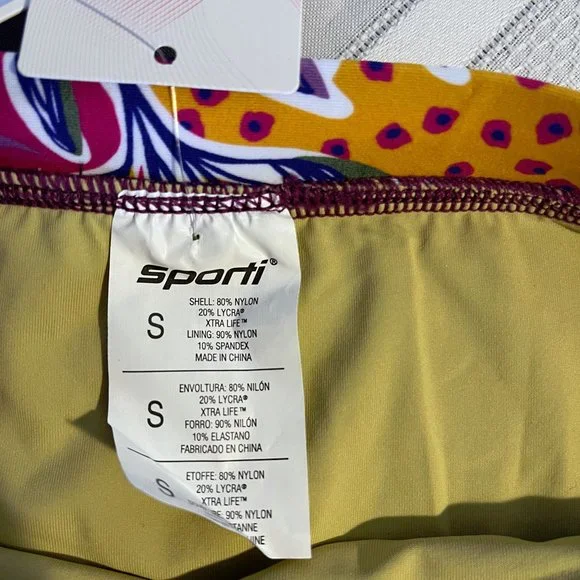 sporti®
S
SHELL: 80% NYLON
20% LYCRA®
XTRA LIFE™
LINING: 90% NYLON
10% SPANDEX
MADE IN CHINA
S
ENVOLTURA: 80% NILÓN
20% LYCRA®
XTRA LIFE™
FORRO: 90% NILÓN
10% ELASTANO
FABRICADO EN CHINA
S
ETOFFE: 80% NYLON
20% LYCRA®
XTRA LIFE™
90% NYLON